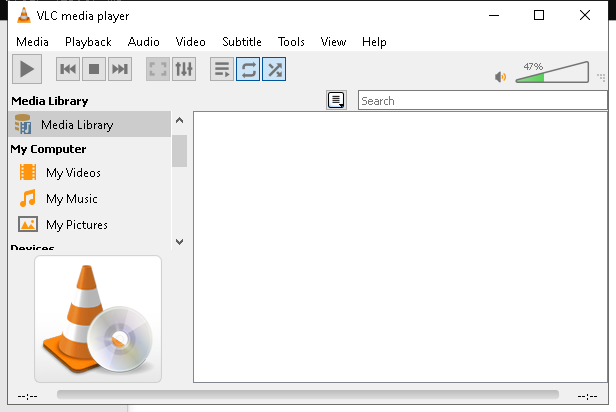 VLC media player
Media Playback Audio Video Subtitle Tools View Help
47%
Media Library
Search
Media Library
My Computer
My Videos
My Music
My Pictures
Devices
--:-- --:--